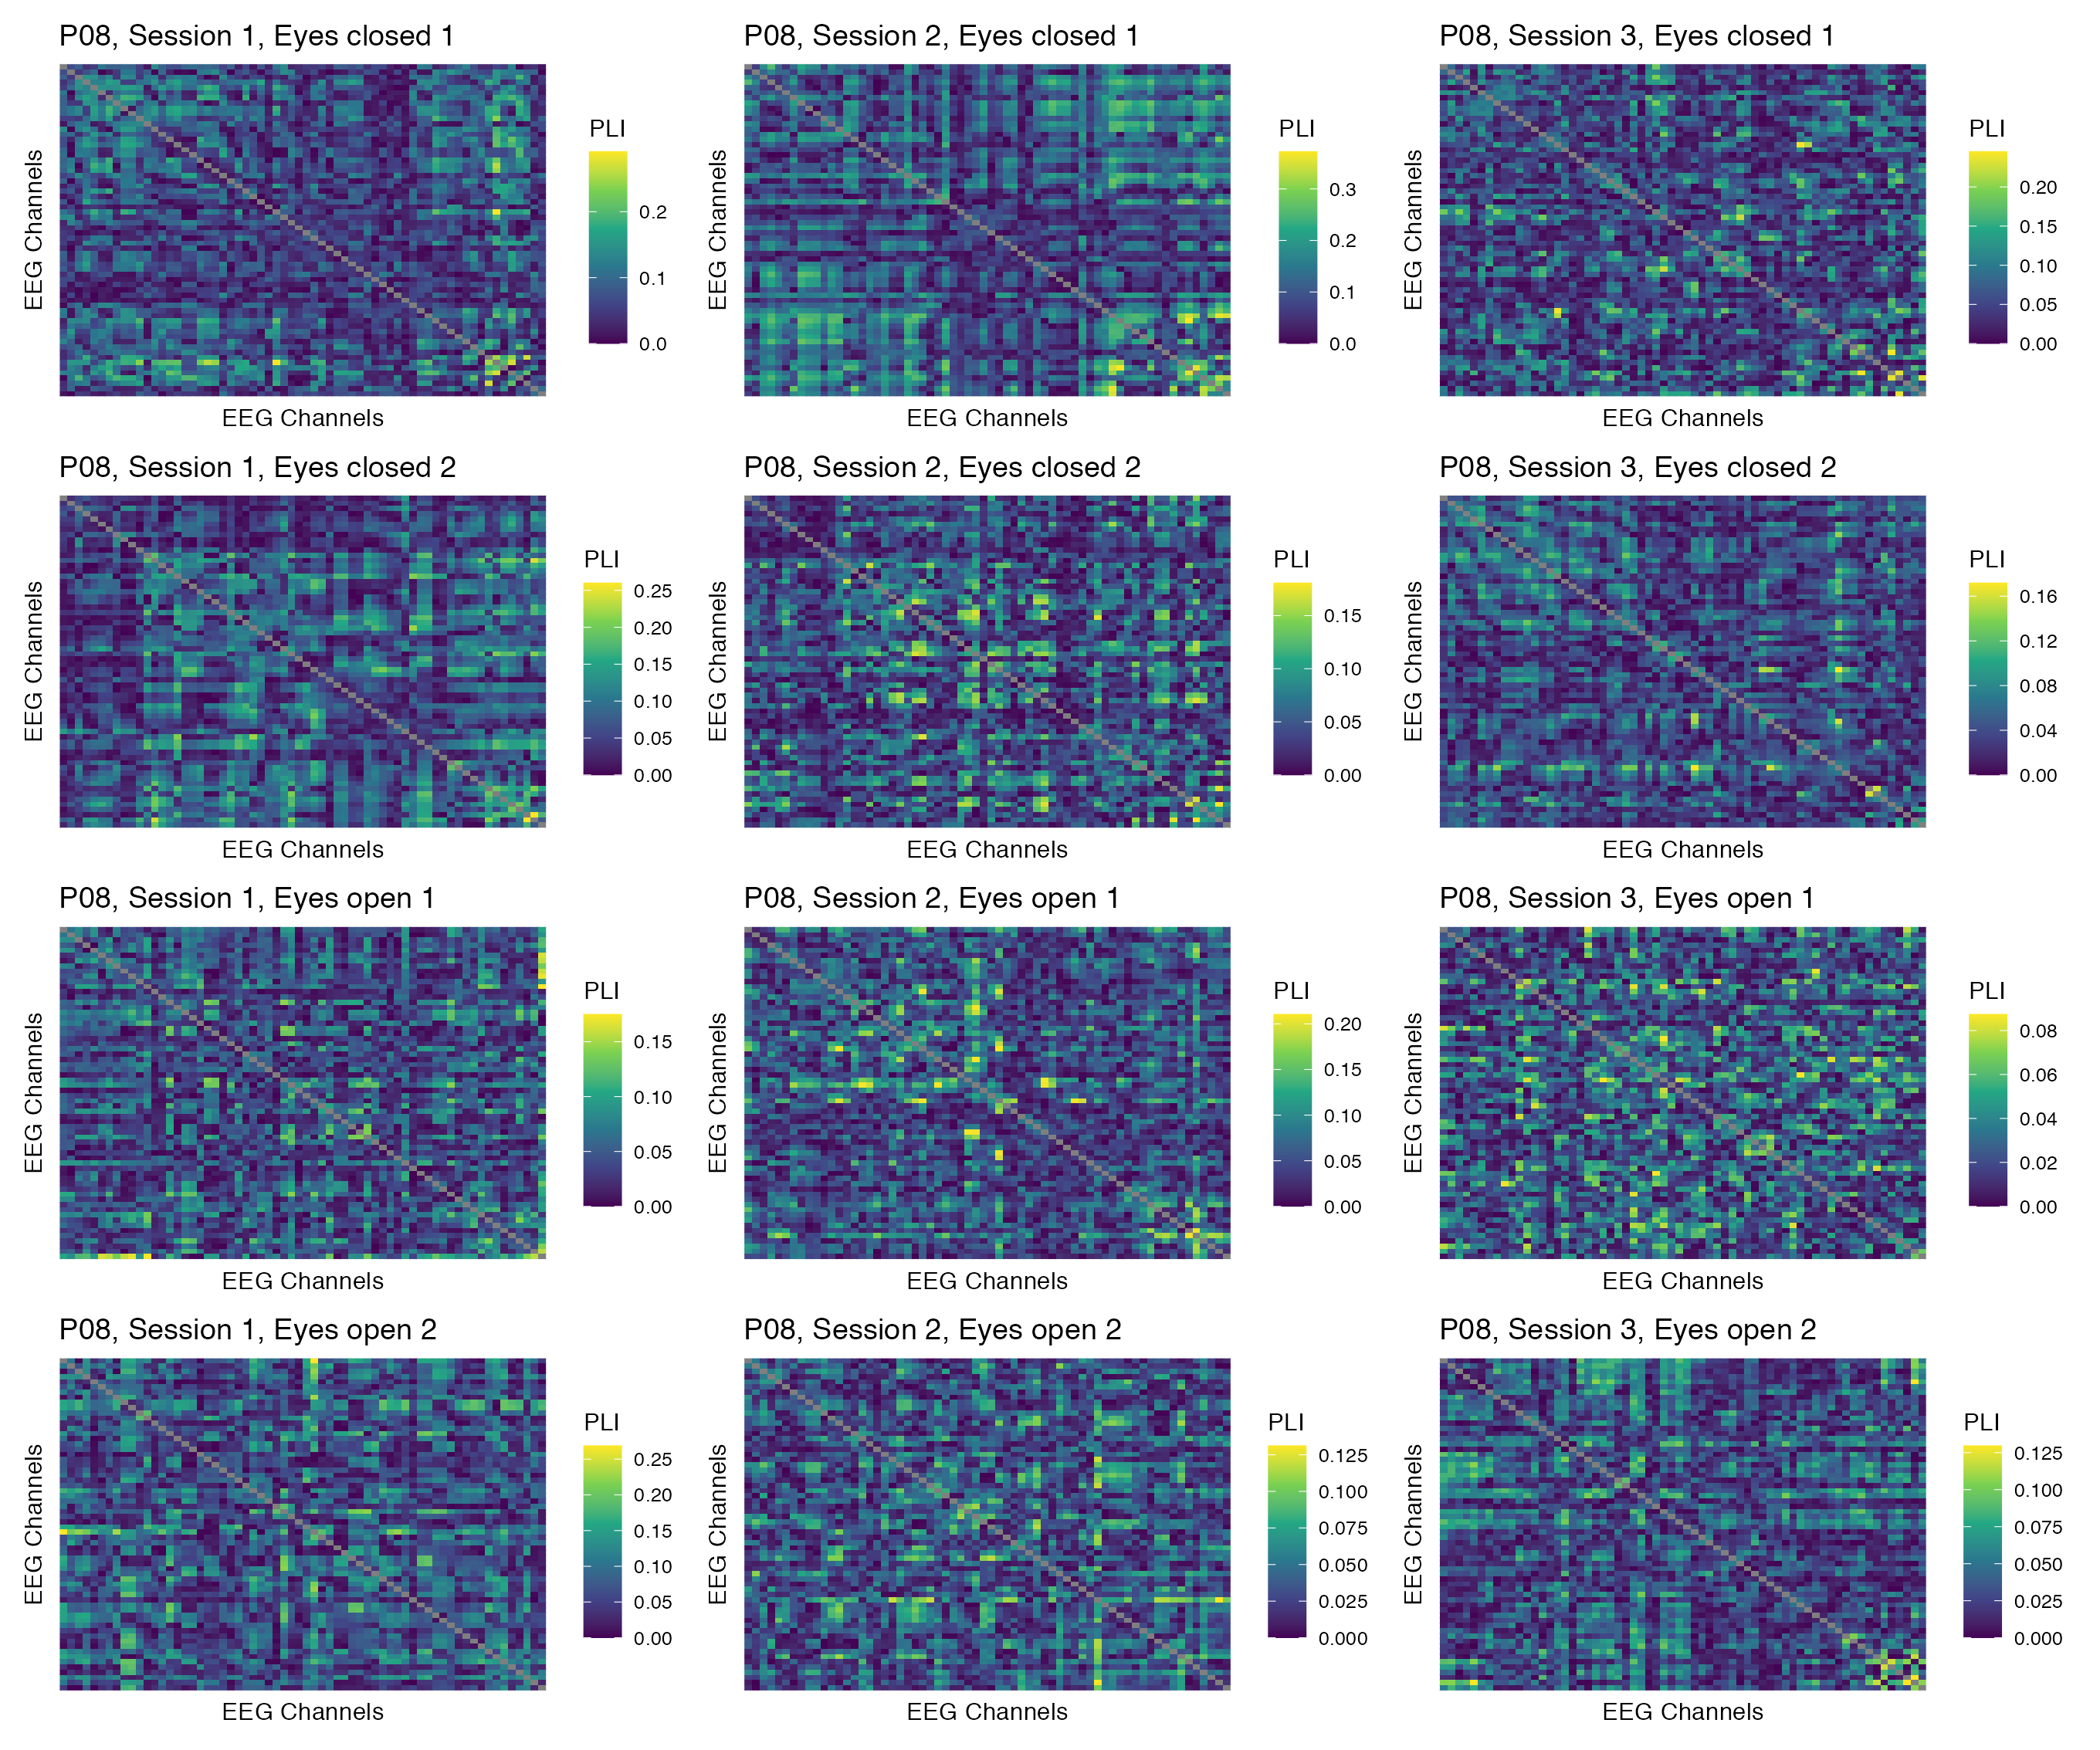 P08, Session 1, Eyes closed 1
P08, Session 2, Eyes closed 1
P08, Session 3, Eyes closed 1
EEG Channels
PLI
0.2
0.1
0.0
EEG Channels
EEG Channels
PLI
0.3
0.2
0.1
0.0
EEG Channels
EEG Channels
PLI
0.20
0.15
0.10
0.05
0.00
EEG Channels
P08, Session 1, Eyes closed 2
P08, Session 2, Eyes closed 2
P08, Session 3, Eyes closed 2
EEG Channels
PLI
0.25
0.20
0.15
0.10
0.05
0.00
EEG Channels
EEG Channels
PLI
0.15
0.10
0.05
0.00
EEG Channels
EEG Channels
PLI
0.16
0.12
0.08
0.04
0.00
EEG Channels
P08, Session 1, Eyes open 1
P08, Session 2, Eyes open 1
P08, Session 3, Eyes open 1
EEG Channels
PLI
0.15
0.10
0.05
0.00
EEG Channels
EEG Channels
PLI
0.20
0.15
0.10
0.05
0.00
EEG Channels
EEG Channels
PLI
0.08
0.06
0.04
0.02
0.00
EEG Channels
P08, Session 1, Eyes open 2
P08, Session 2, Eyes open 2
P08, Session 3, Eyes open 2
EEG Channels
PLI
0.25
0.20
0.15
0.10
0.05
0.00
EEG Channels
EEG Channels
PLI
0.125
0.100
0.075
0.050
0.025
0.000
EEG Channels
EEG Channels
PLI
0.125
0.100
0.075
0.050
0.025
0.000
EEG Channels